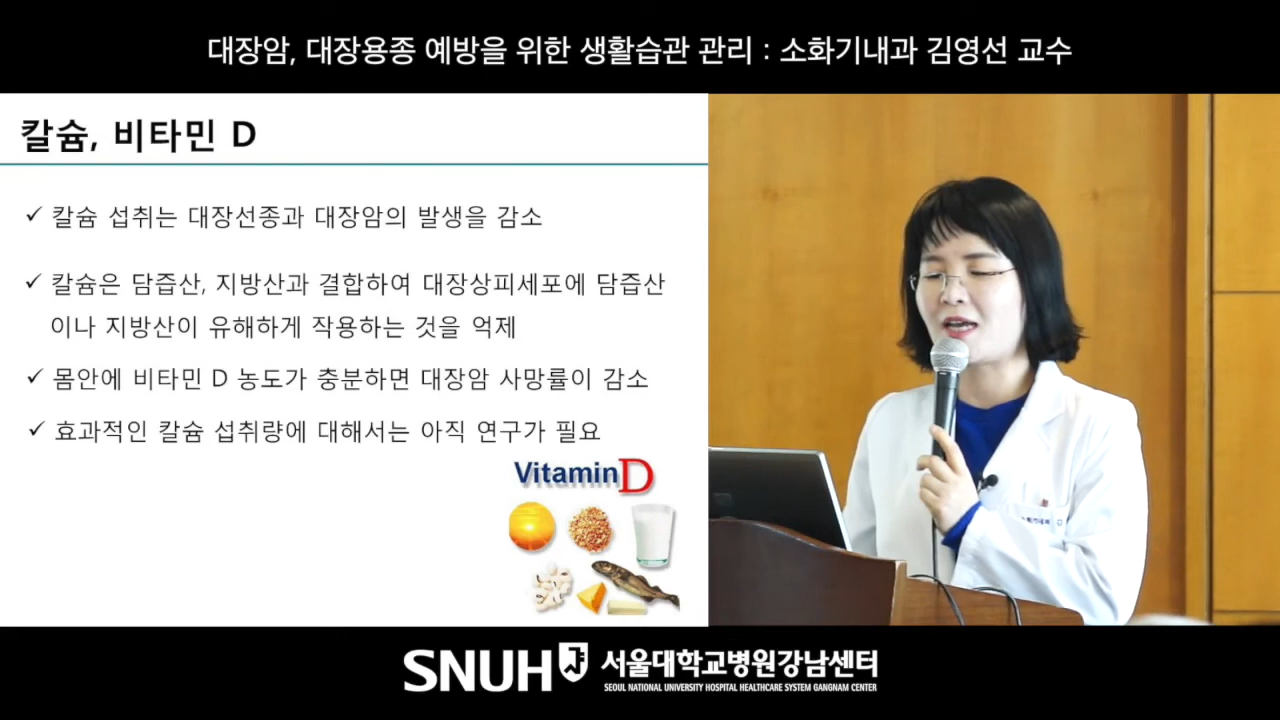 대장암, 대장용종 예방을 위한 생활습관 관리 : 소화기내과 김영선 교수
칼슘, 비타민 D
✓ 칼슘 섭취는 대장선종과 대장암의 발생을 감소
✓ 칼슘은 담즙산, 지방산과 결합하여 대장상피세포에 담즙산
이나 지방산이 유해하게 작용하는 것을 억제
✓ 몸안에 비타민 D 농도가 충분하면 대장암 사망률이 감소
✓ 효과적인 칼슘 섭취량에 대해서는 아직 연구가 필요
Vitamin D
SNUH 서울대학교병원강남센터
SEOUL NATIONAL UNIVERSITY HOSPITAL HEALTHCARE SYSTEM GANGNAM CENTER